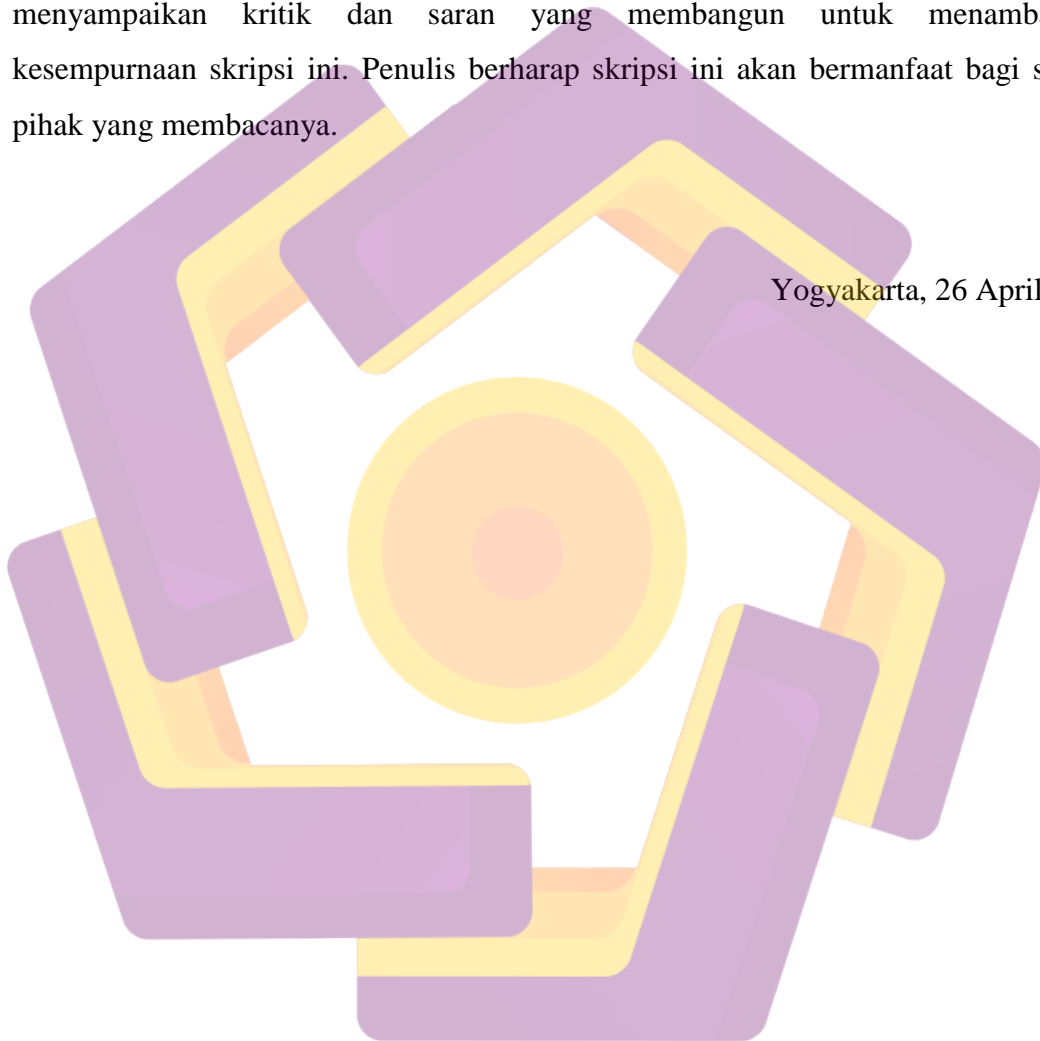 menyampaikan kritik dan saran yang membangun untuk menamba
kesempurnaan skripsi ini. Penulis berharap skripsi ini akan bermanfaat bagi s
pihak yang membacanya.
Yogyakarta, 26 April